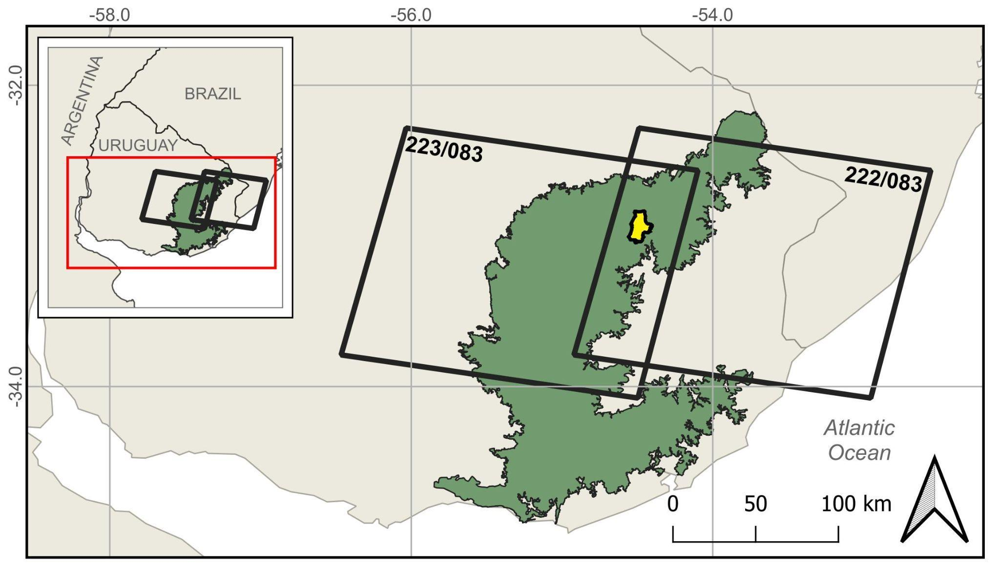 -58.0 -56.0 -54.0
-32.0
-34.0
ARGENTINA
BRAZIL
URUGUAY
223/083
222/083
Atlantic
Ocean
0 50 100 km